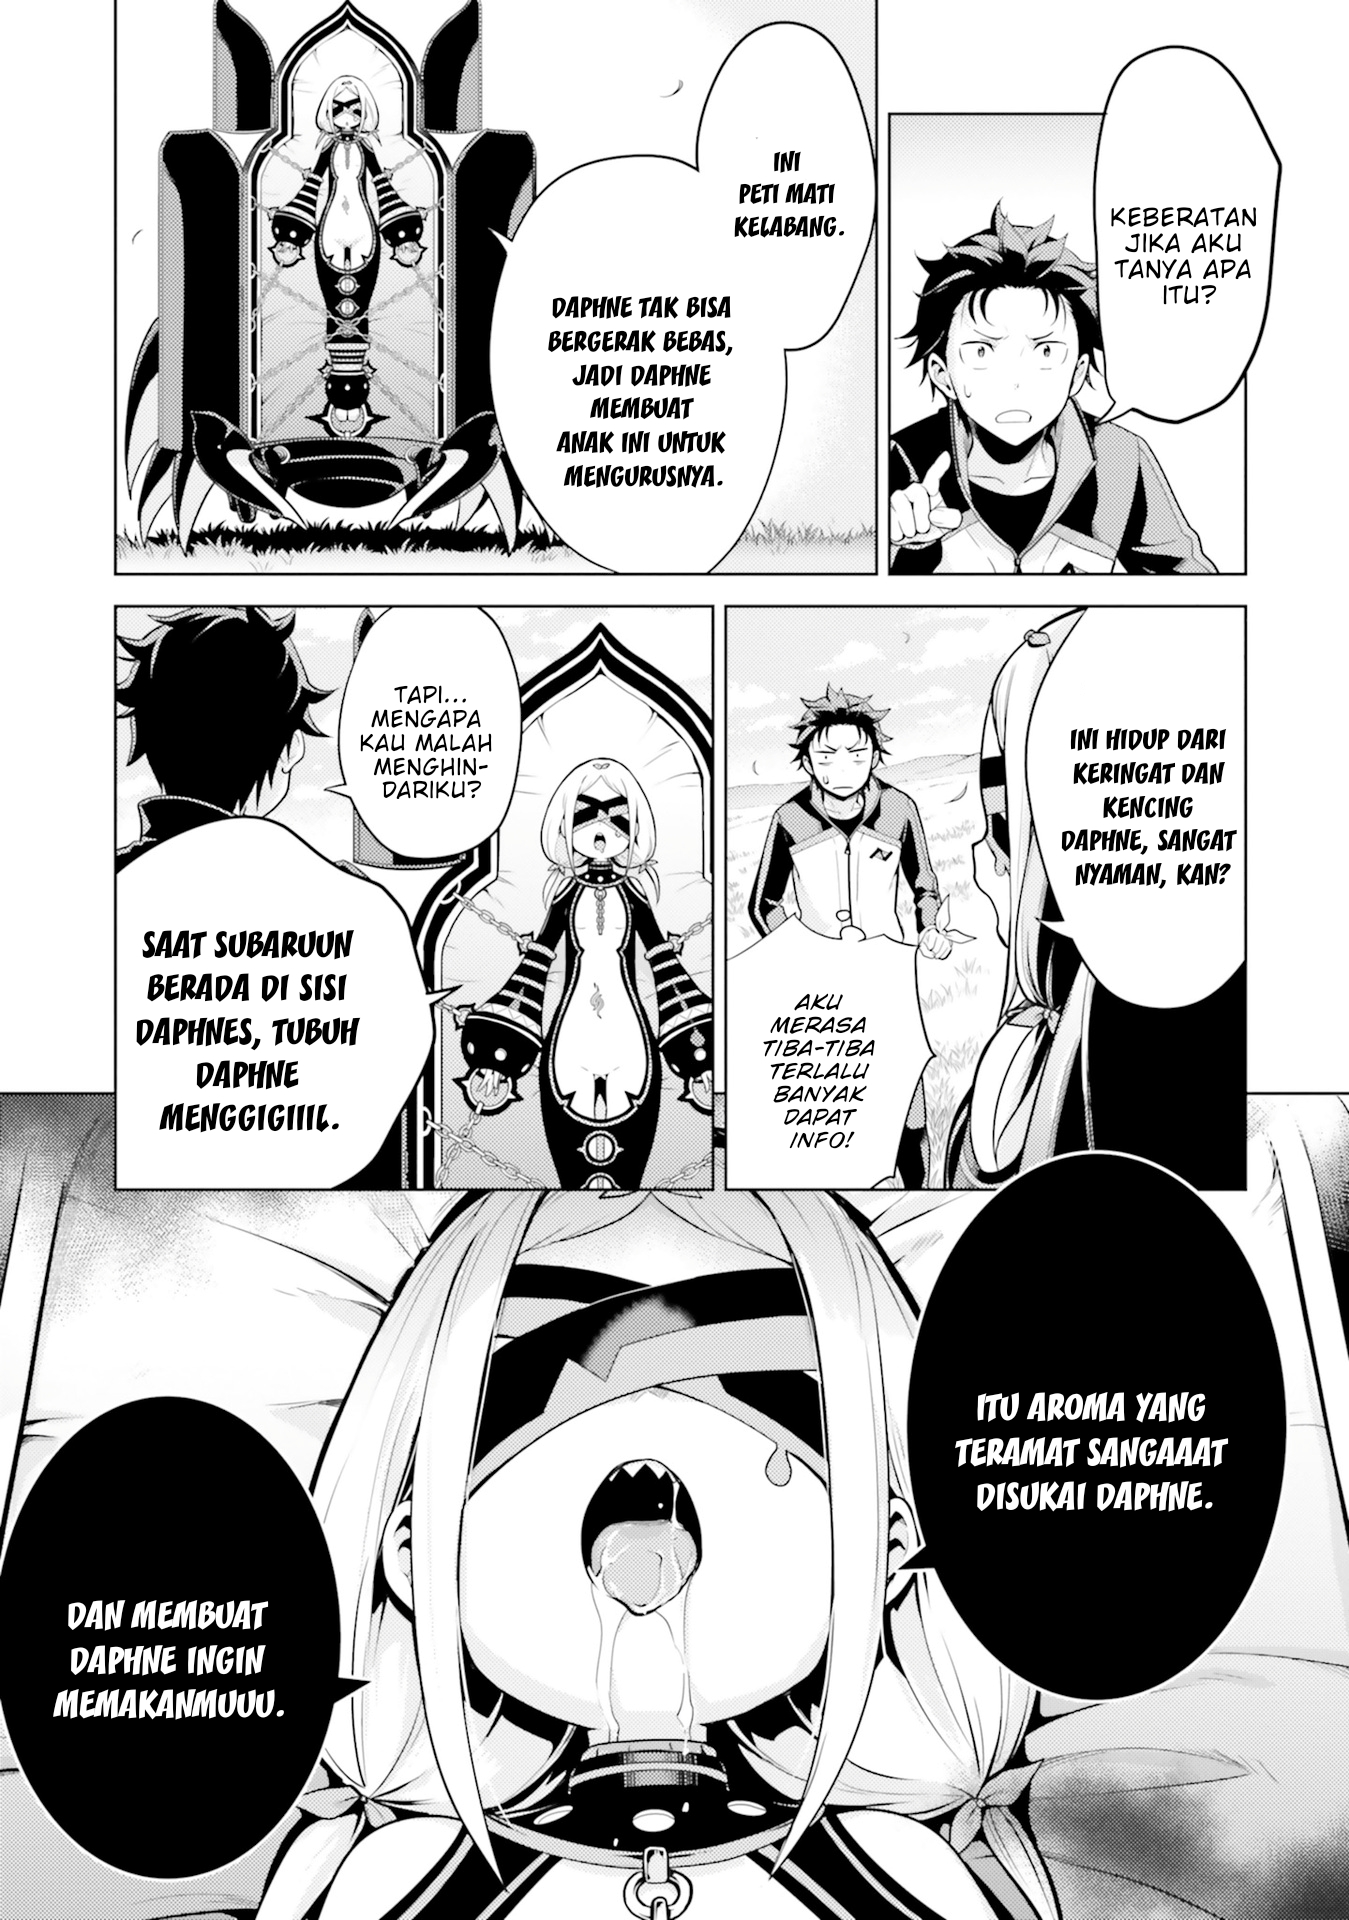 KEBERATAN
JIKA AKU
TANYA APA
ITU?
INI
PETI MATI
KELABANG.
DAPHNE TAK BISA
BERGERAK BEBAS,
JADI DAPHNE
MEMBUAT
ANAK INI UNTUK
MENGURUSNYA.
INI HIDUP DARI
KERINGAT DAN
KENCING
DAPHNE, SANGAT
NYAMAN, KAN?
AKU
MERASA
TIBA-TIBA
TERLALU
BANYAK
DAPAT
INFO!
TAPI...
MENGAPA
KAU MALAH
MENGHIN-
DARIKU?
SAAT SUBARUUN
BERADA DI SISI
DAPHNES, TUBUH
DAPHNE
MENGGIGIIIL.
ITU AROMA YANG
TERAMAT SANGAAAT
DISUKAI DAPHNE.
DAN MEMBUAT
DAPHNE INGIN
MEMAKANMUUU.